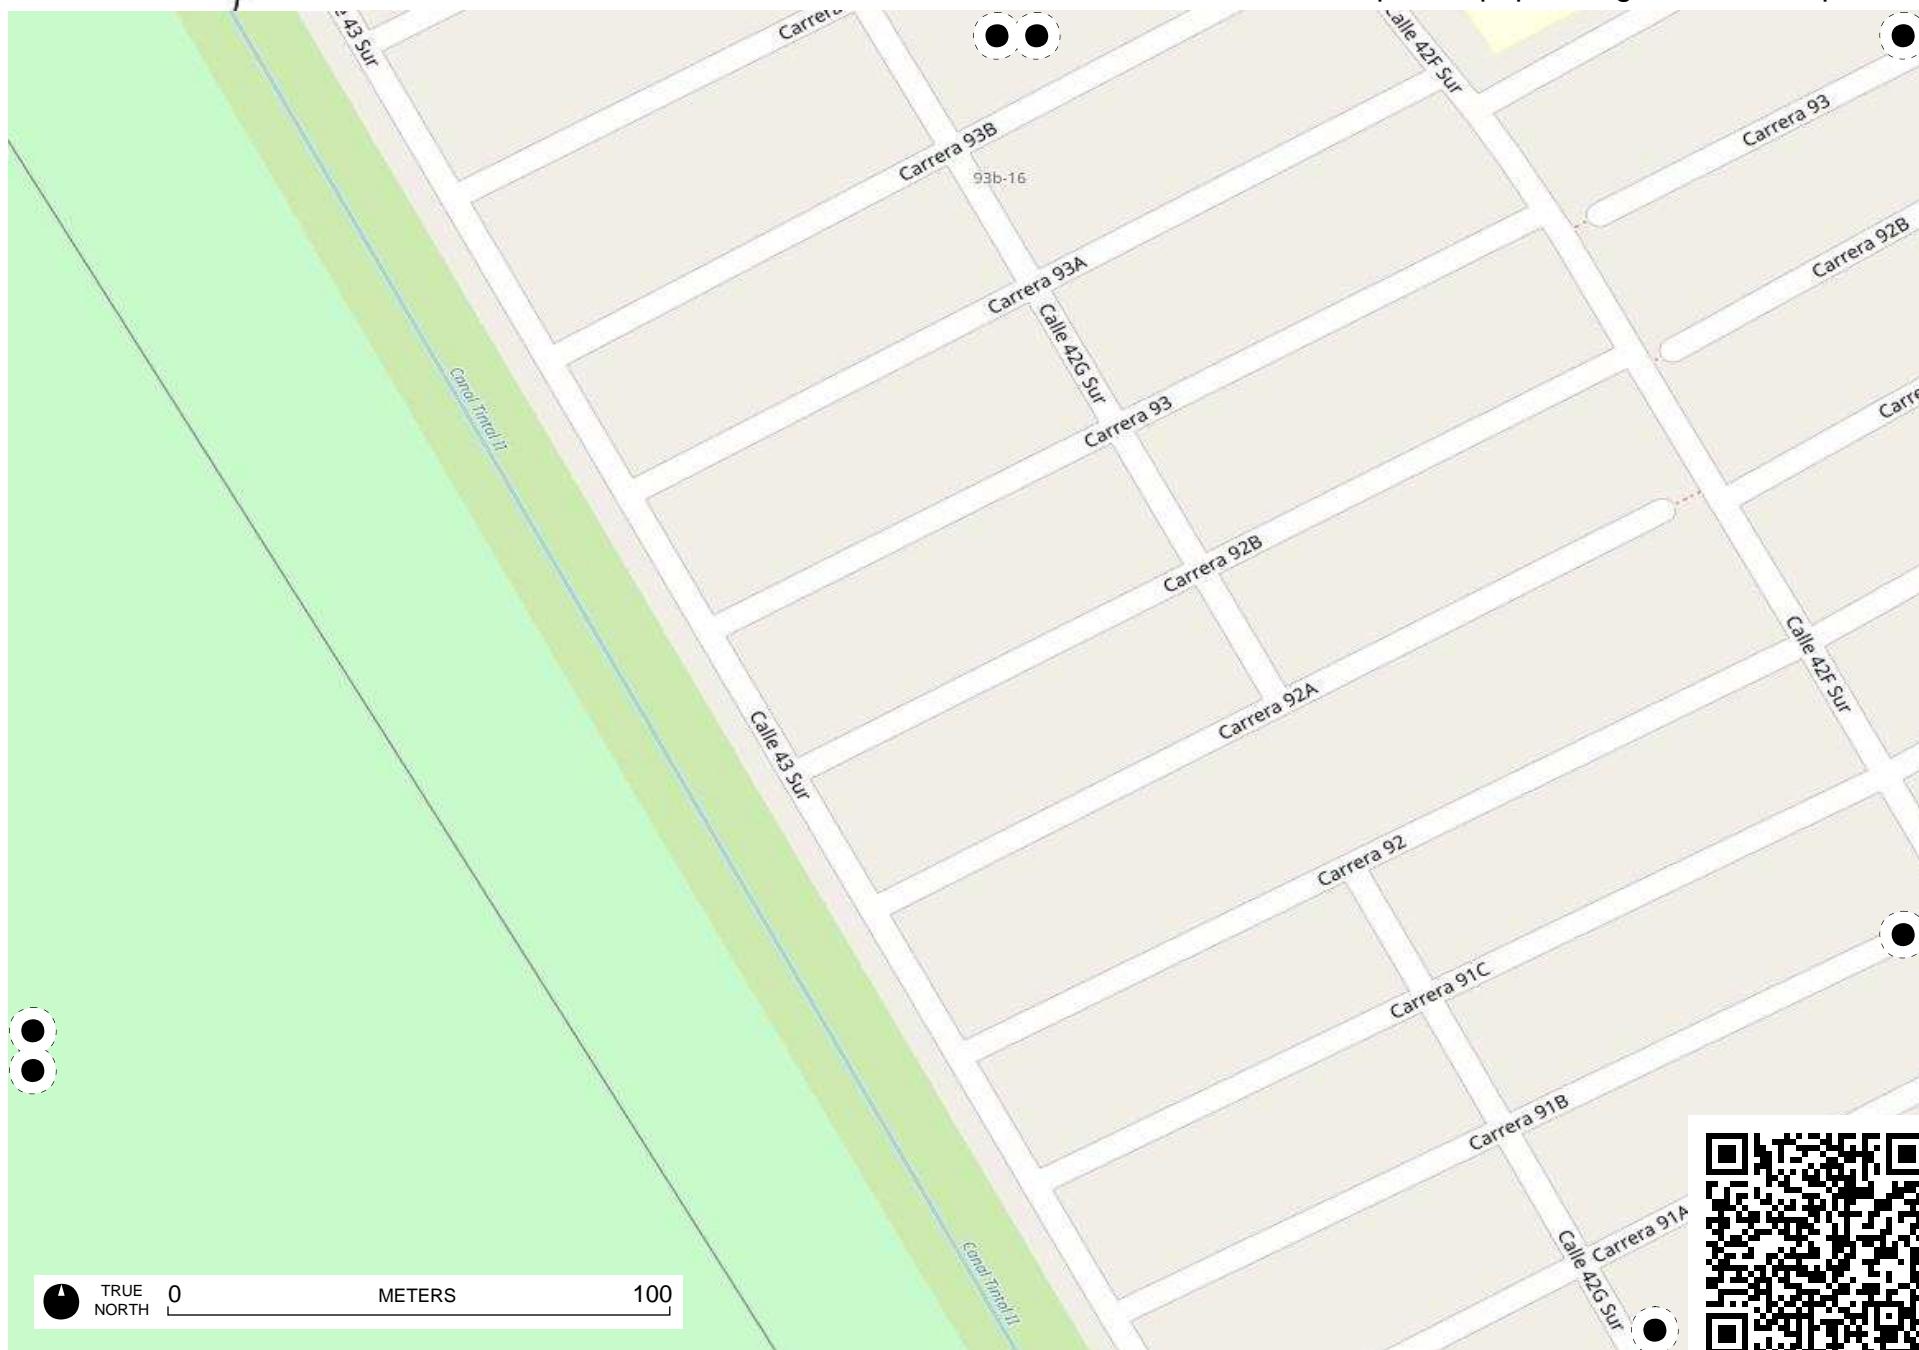 43 Sur
Carrera
Calle 42F Sur
Carrera 93
Carrera 93B
93b-16
Carrera 92B
Carrera 93A
Calle 42G Sur
Canal Tintal II
Carrera 93
Carrera 92B
Calle 42F Sur
Carrera 92A
Calle 43 Sur
Carrera 92
Carrera 91C
Carrera 91B
Carrera 91A
Calle 42G Sur
Canal Tintal II
TRUE
NORTH
0 METERS 100